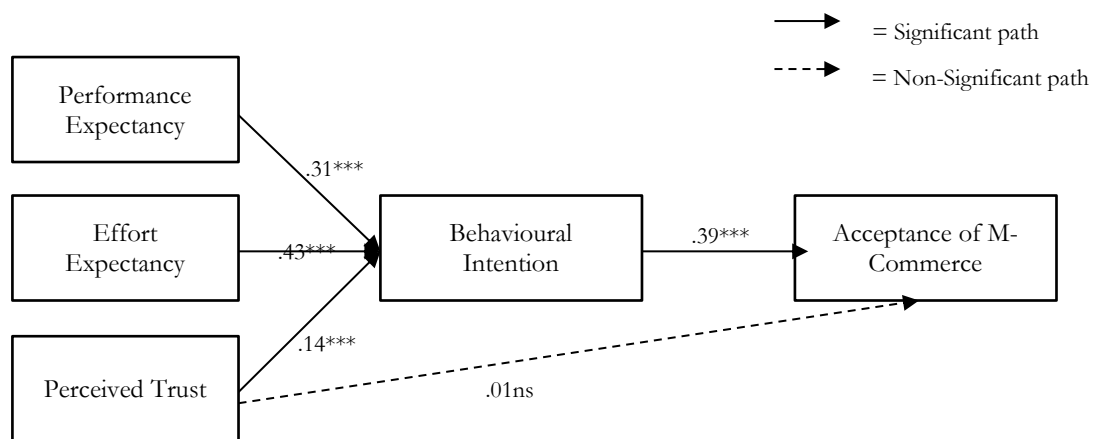 = Significant path
= Non-Significant path
Performance
Expectancy
.31***
Effort
Expectancy
.43***
Behavioural
Intention
.39***
Acceptance of M-
Commerce
.14***
Perceived Trust
.01ns